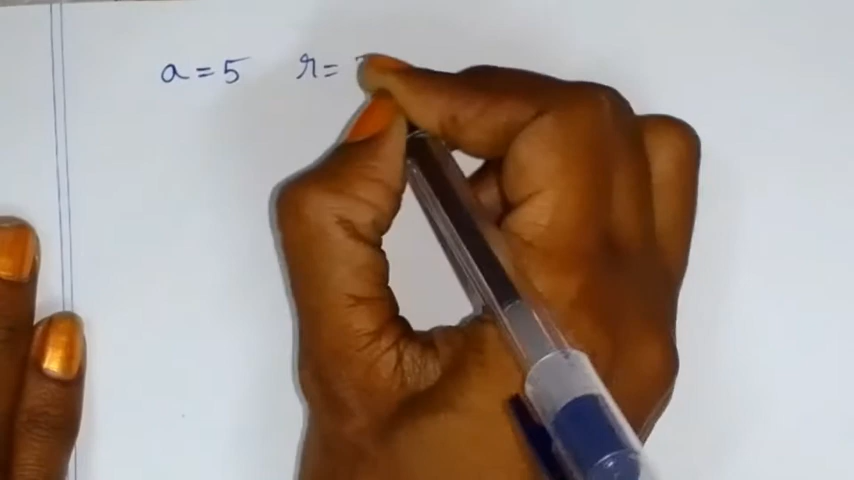 a = 5 r =